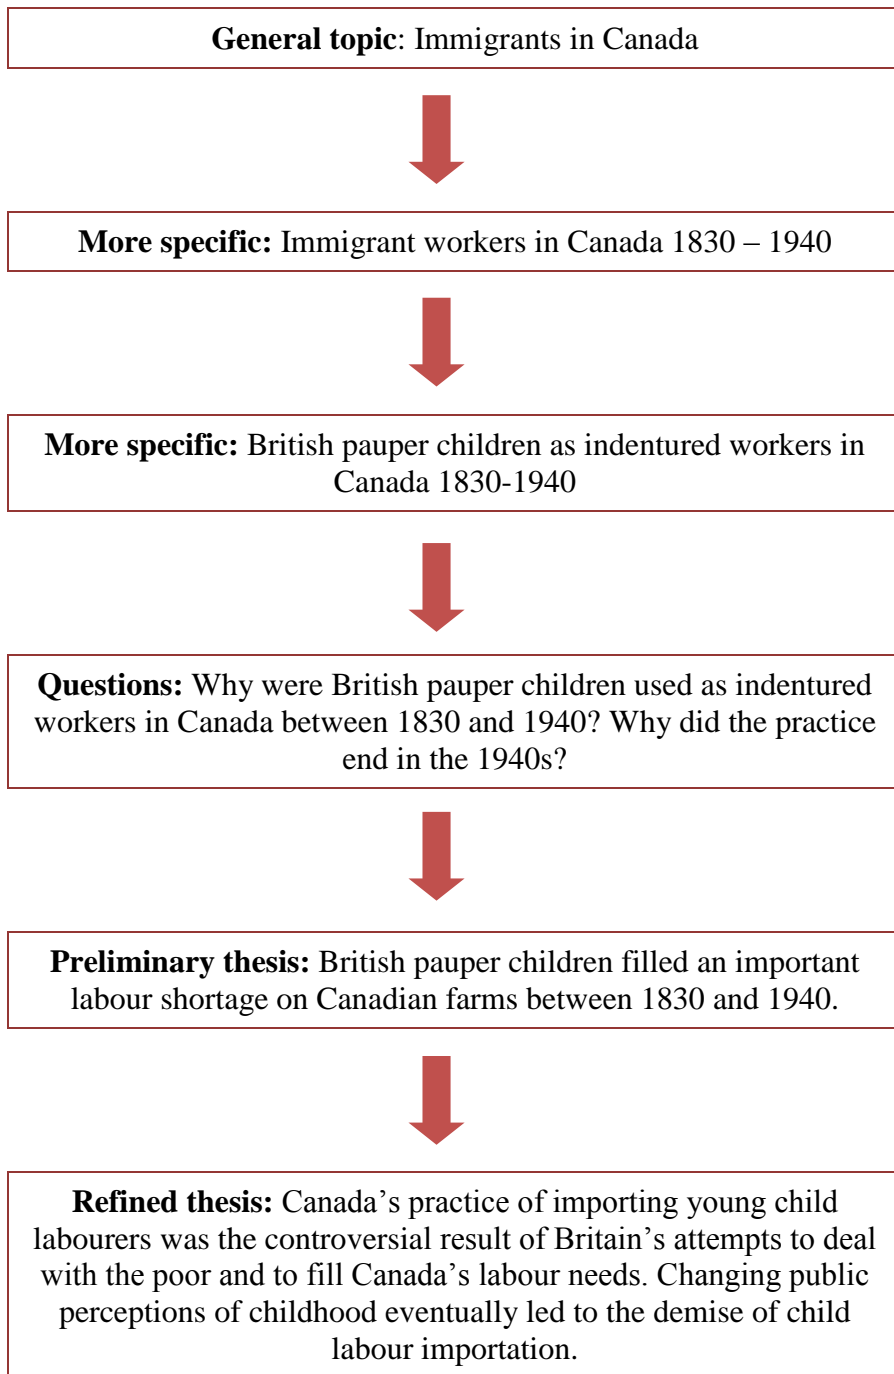 General topic: Immigrants in Canada
More specific: Immigrant workers in Canada 1830 – 1940
More specific: British pauper children as indentured workers in
Canada 1830-1940
Questions: Why were British pauper children used as indentured
workers in Canada between 1830 and 1940? Why did the practice
end in the 1940s?
Preliminary thesis: British pauper children filled an important
labour shortage on Canadian farms between 1830 and 1940.
Refined thesis: Canada’s practice of importing young child
labourers was the controversial result of Britain’s attempts to deal
with the poor and to fill Canada’s labour needs. Changing public
perceptions of childhood eventually led to the demise of child
labour importation.